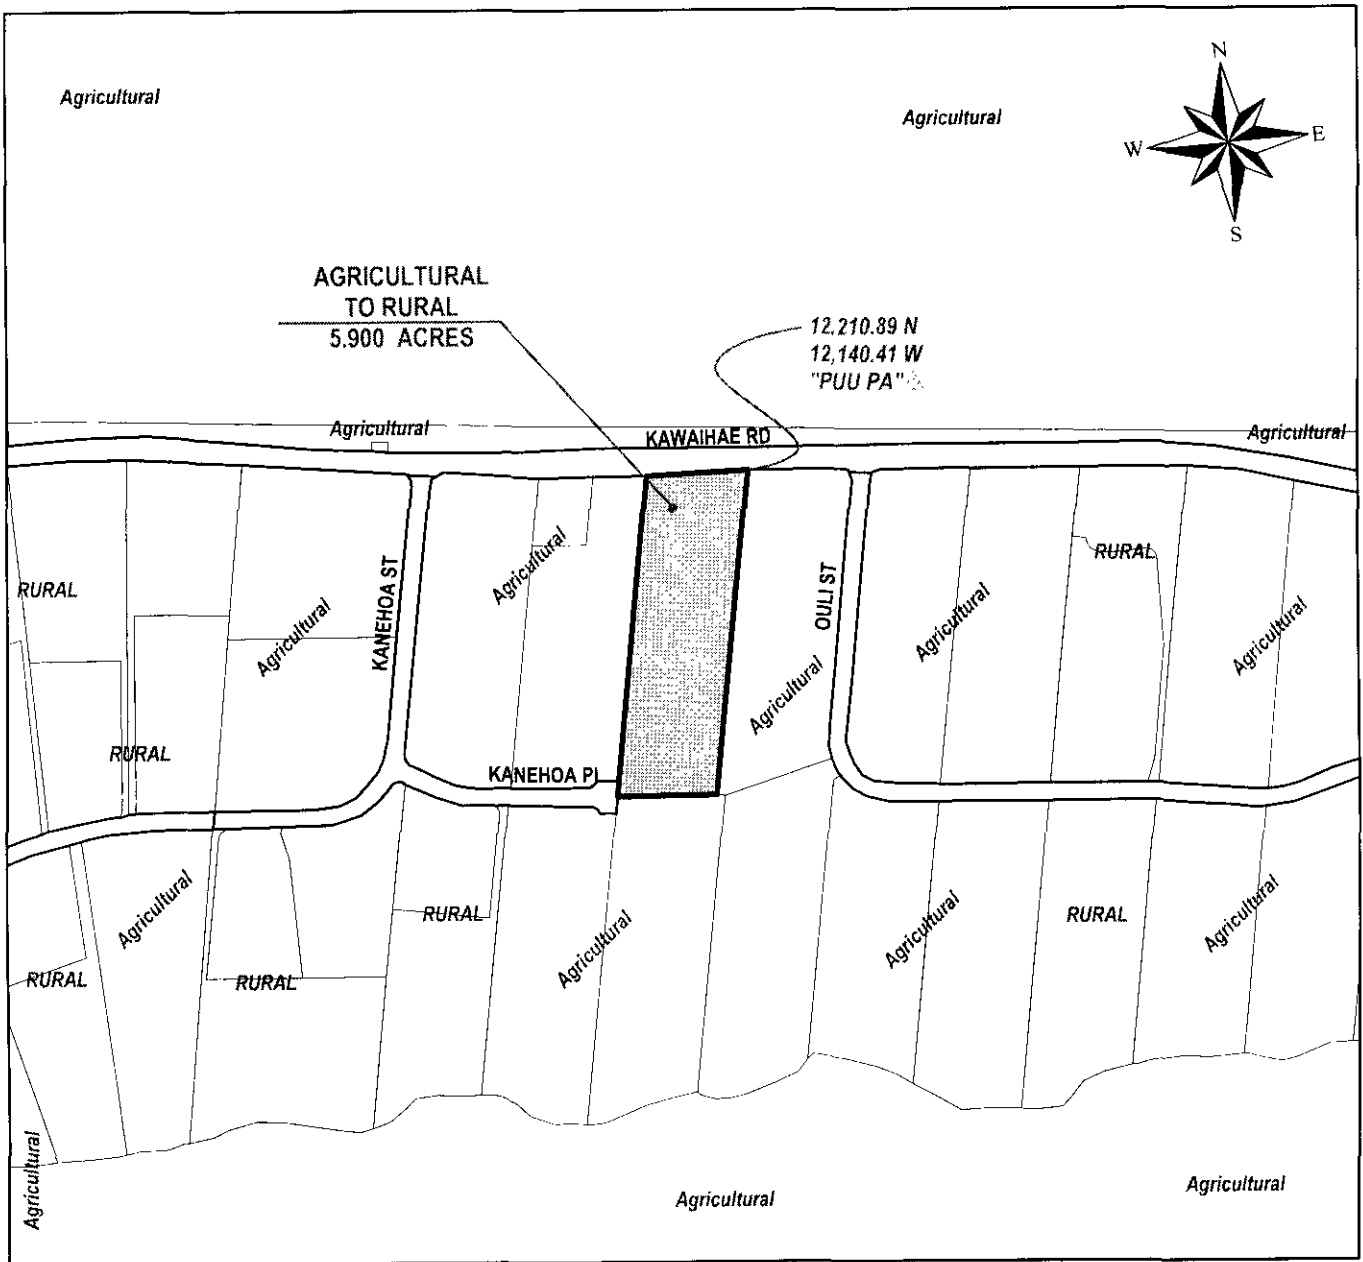 Agricultural
Agricultural
N
W
E
S
AGRICULTURAL
TO RURAL
5.900 ACRES
12,210.89 N
12,140.41 W
"PUU PA"
Agricultural
KAWAIHAE RD
Agricultural
RURAL
Agricultural
KANEHOA ST
Agricultural
OULI ST
Agricultural
Agricultural
RURAL
Agricultural
RURAL
KANEHOA PL
Agricultural
RURAL
RURAL
RURAL
Agricultural
Agricultural
RURAL
Agricultural
Agricultural
Agricultural
Agricultural